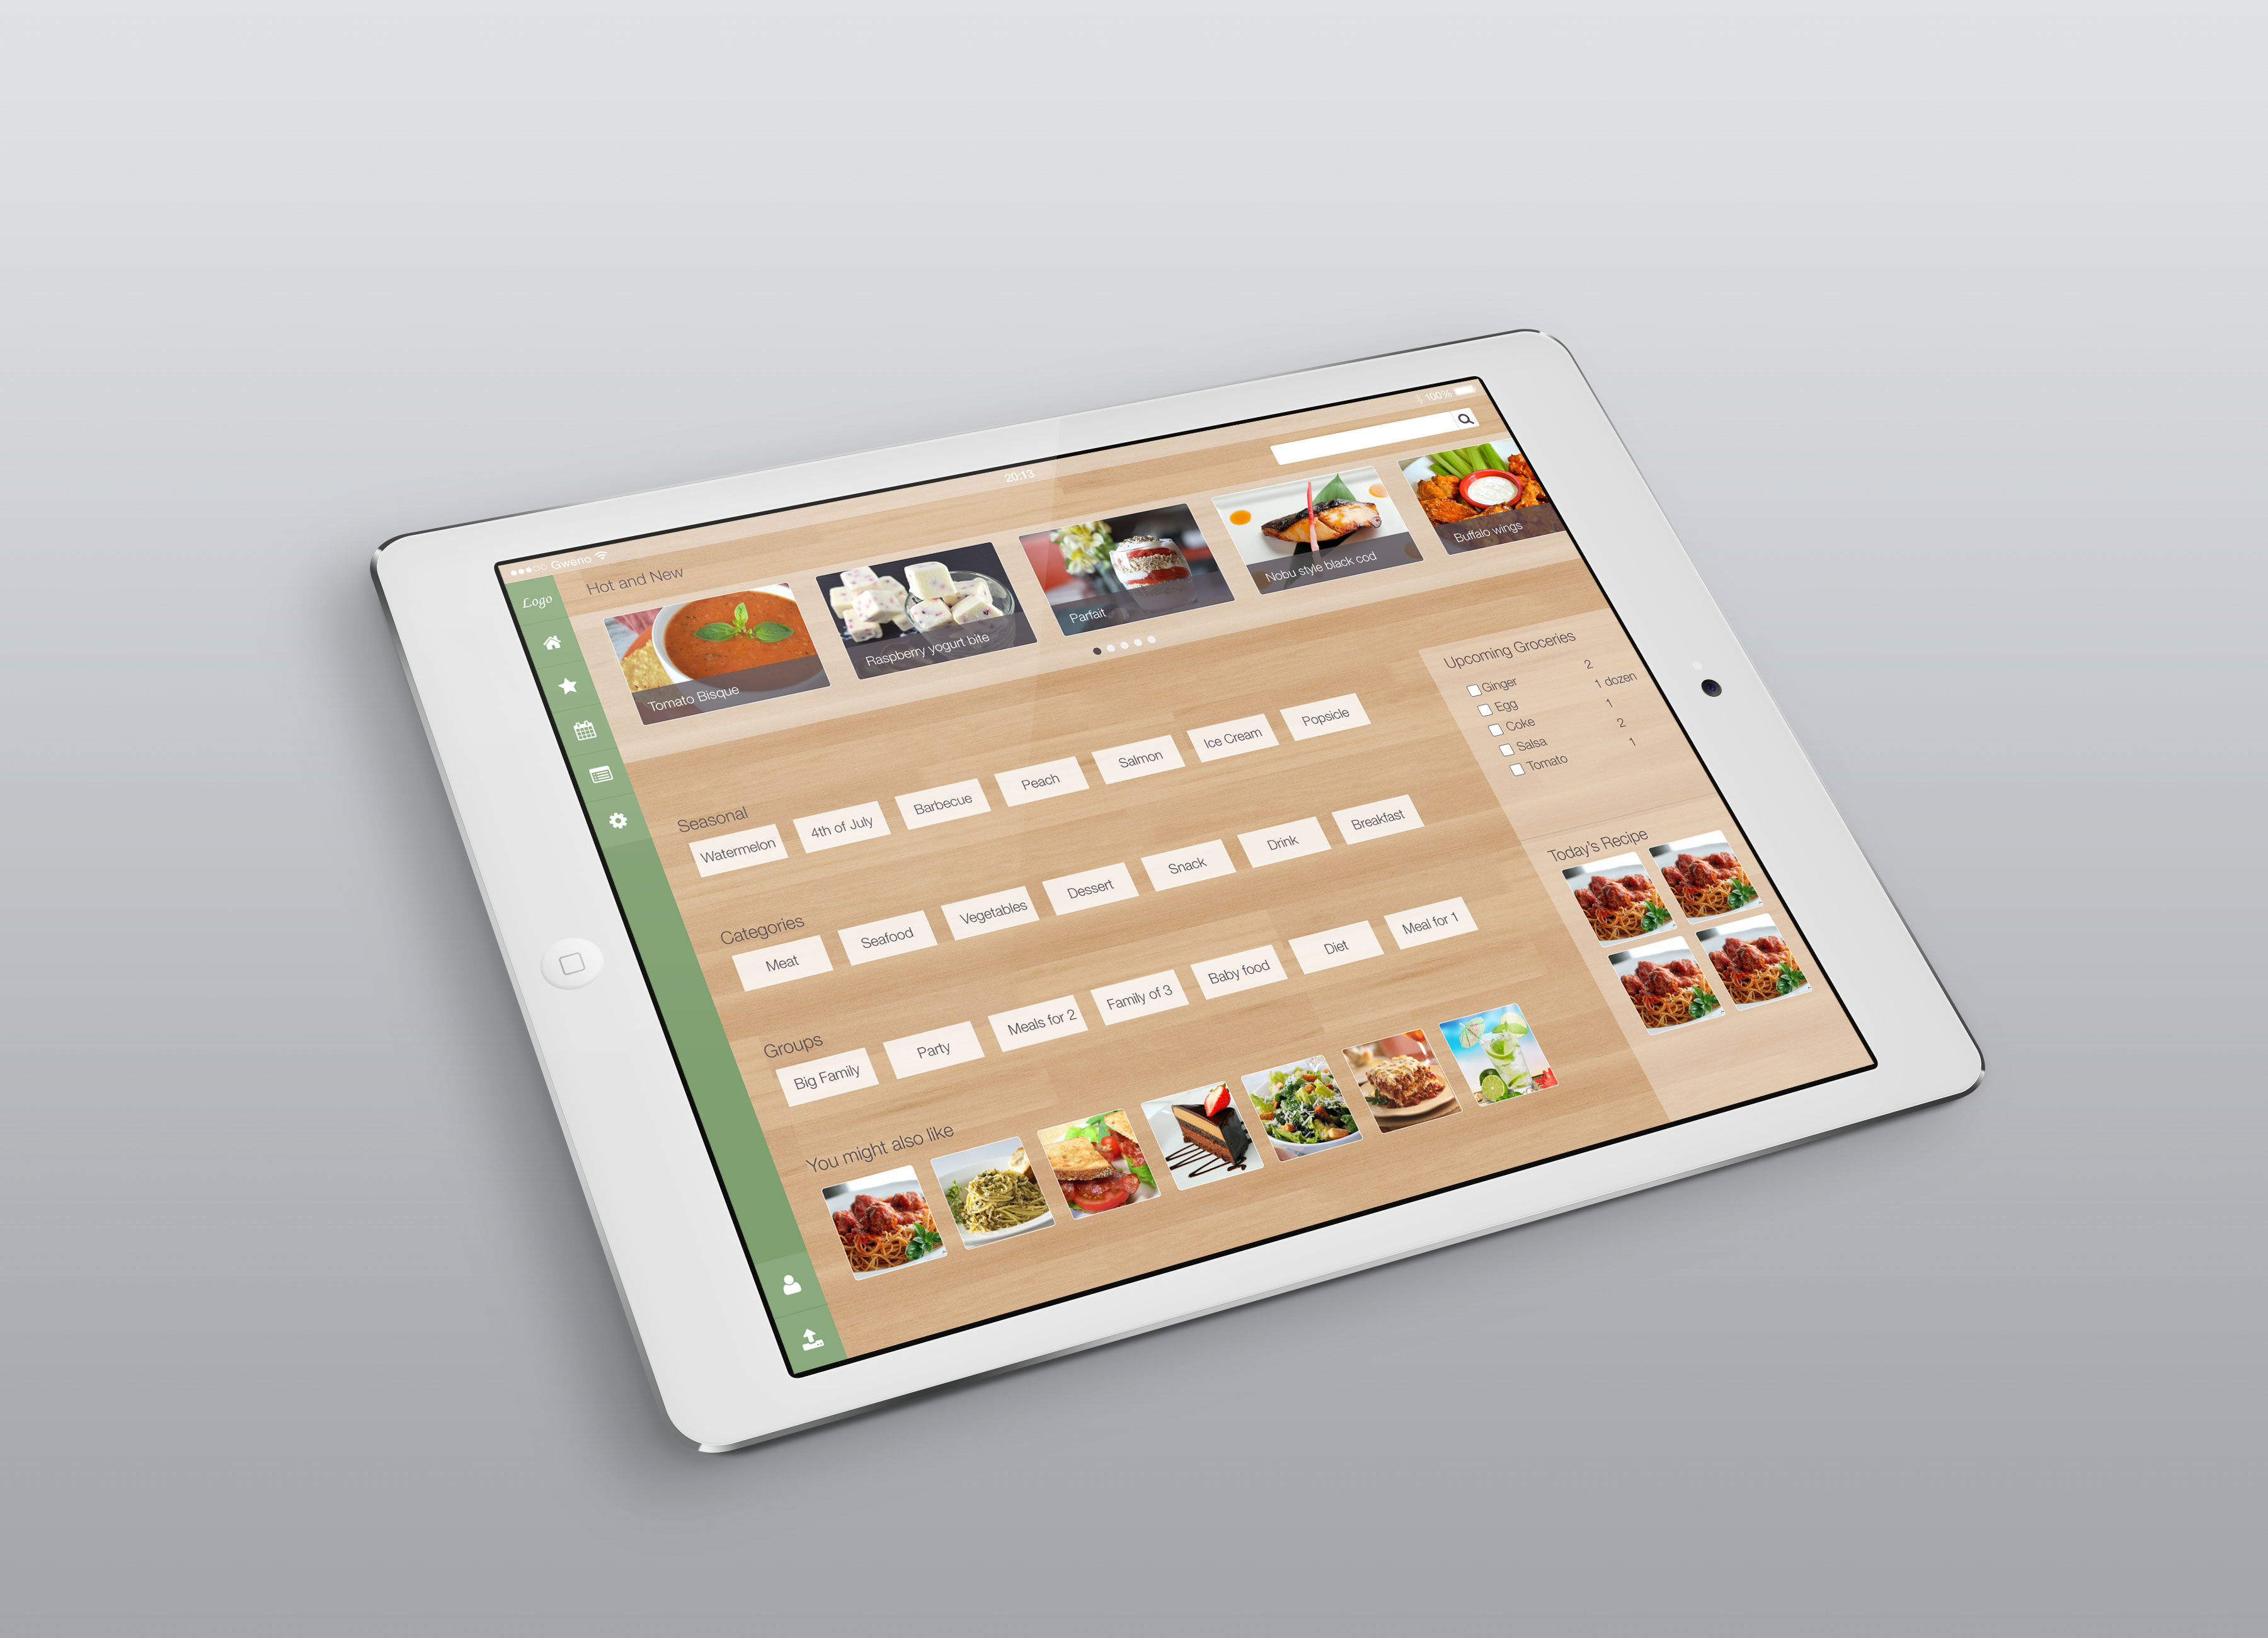 Gweno
20:13
100%
Logo
Hot and New
Tomato Bisque
Raspberry yogurt bite
Parfait
Nobu style black cod
Buffalo wings
Seasonal
Watermelon
4th of July
Barbecue
Peach
Salmon
Ice Cream
Popsicle
Categories
Meat
Seafood
Vegetables
Dessert
Snack
Drink
Breakfast
Groups
Big Family
Party
Meals for 2
Family of 3
Baby food
Diet
Meal for 1
You might also like
Upcoming Groceries
Ginger 2
Egg 1 dozen
Coke 1
Salsa 2
Tomato 1
Today's Recipe